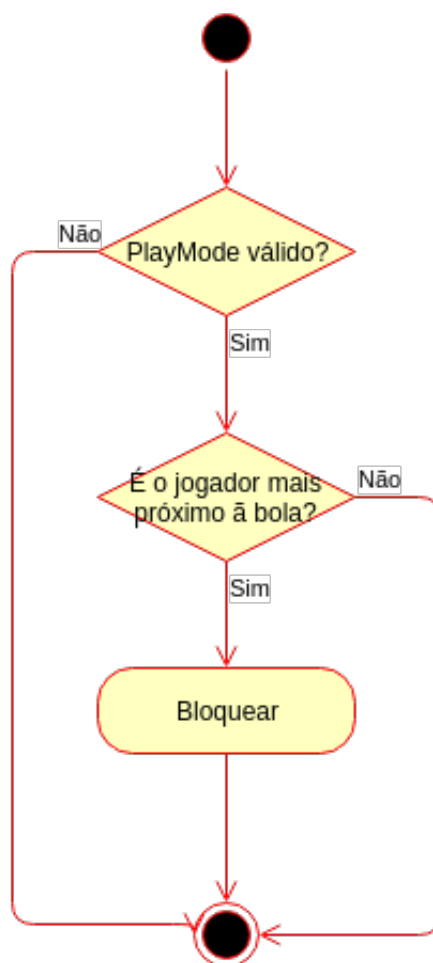 Não
PlayMode válido?
Sim
É o jogador mais
próximo ā bola?
Não
Sim
Bloquear